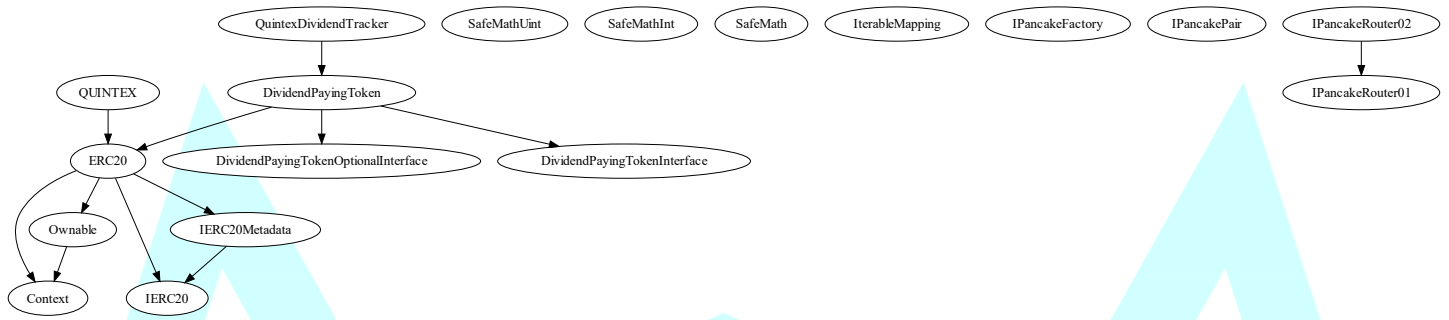 QuintexDividendTracker
SafeMathUint
SafeMathInt
SafeMath
IterableMapping
IPancakeFactory
IPancakePair
IPancakeRouter02
QUINTEX
DividendPayingToken
IPancakeRouter01
ERC20
DividendPayingTokenOptionalInterface
DividendPayingTokenInterface
Ownable
IERC20Metadata
Context
IERC20